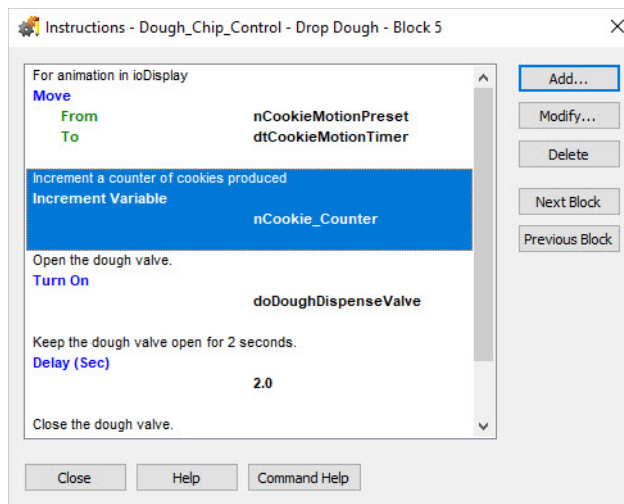 Instructions - Dough_Chip_Control - Drop Dough - Block 5
For animation in ioDisplay
Move
From nCookieMotionPreset
To dtCookieMotionTimer
Increment a counter of cookies produced
Increment Variable
nCookie_Counter
Open the dough valve.
Turn On
doDoughDispenseValve
Keep the dough valve open for 2 seconds.
Delay (Sec)
2.0
Close the dough valve.
Add...
Modify...
Delete
Next Block
Previous Block
Close Help Command Help